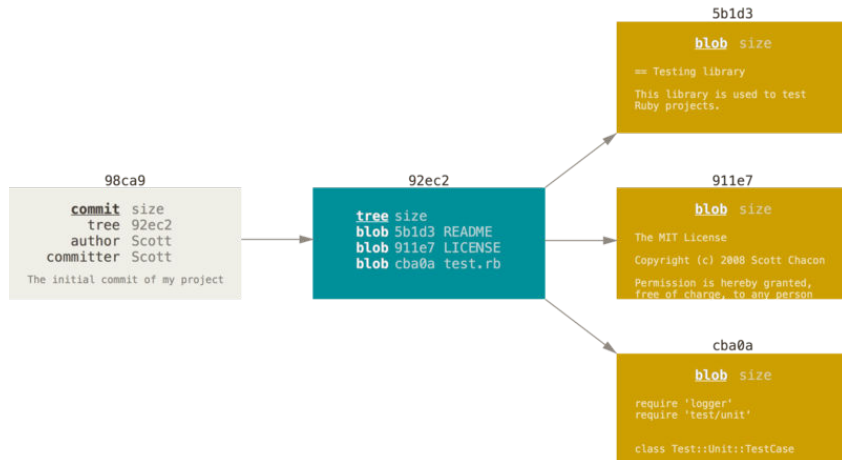 98ca9
commit size
tree 92ec2
author Scott
committer Scott
The initial commit of my project
92ec2
tree size
blob 5b1d3 README
blob 911e7 LICENSE
blob cba0a test.rb
5b1d3
blob size
== Testing library
This library is used to test
Ruby projects.
911e7
blob size
The MIT License
Copyright (c) 2008 Scott Chacon
Permission is hereby granted,
free of charge, to any person
cba0a
blob size
require 'logger'
require 'test/unit'
class Test::Unit::TestCase